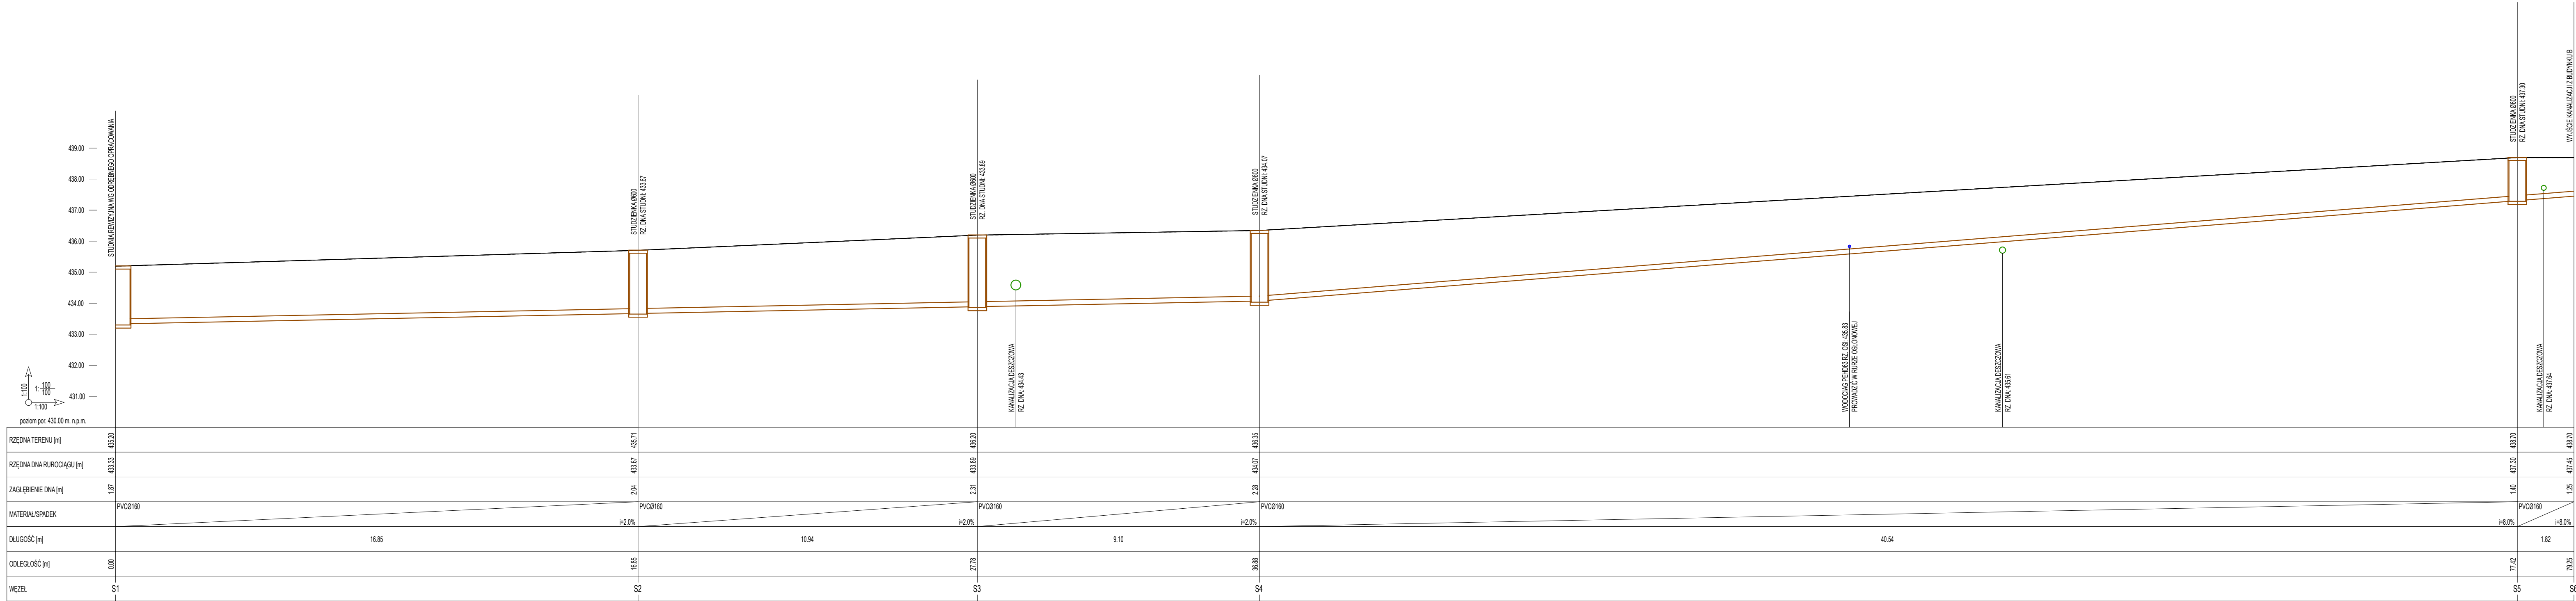 STUDNIA REWIZYJNA WG ODRĘBNEGO OPRACOWANIA
STUDZIENKA Ø600
RZ. DNA STUDNI: 433.67
STUDZIENKA Ø600
RZ. DNA STUDNI: 433.89
STUDZIENKA Ø600
RZ. DNA STUDNI: 434.07
STUDZIENKA Ø600
RZ. DNA STUDNI: 437.30
WYJŚCIE KANALIZACJI Z BUDYNKU B
439.00
438.00
437.00
436.00
435.00
434.00
433.00
432.00
431.00
1:100
1: 100
100
1:100
poziom por. 430.00 m. n.p.m.
KANALIZACJA DESZCZOWA
RZ. DNA: 434.43
WODOCIĄG PEHD63 RZ. OSI: 435.83
PROWADZIĆ W RURZE OSŁONOWEJ
KANALIZACJA DESZCZOWA
RZ. DNA: 435.61
KANALIZACJA DESZCZOWA
RZ. DNA: 437.64
RZĘDNA TERENU [m] 435.20 435.71 436.20 436.35 438.70 438.70
RZĘDNA DNA RUROCIĄGU [m] 433.33 433.67 433.89 434.07 437.30 437.45
ZAGŁĘBIENIE DNA [m] 1.87 2.04 2.31 2.28 1.40 1.25
MATERIAŁ/SPADEK PVCØ160 i=2.0% PVCØ160 i=2.0% PVCØ160 i=2.0% PVCØ160 i=8.0% PVCØ160 i=8.0%
DŁUGOŚĆ [m] 16.85 10.94 9.10 40.54 1.82
ODLEGŁOŚĆ [m] 0.00 16.85 27.78 36.88 77.42 79.25
WĘZEŁ S1 S2 S3 S4 S5 S6